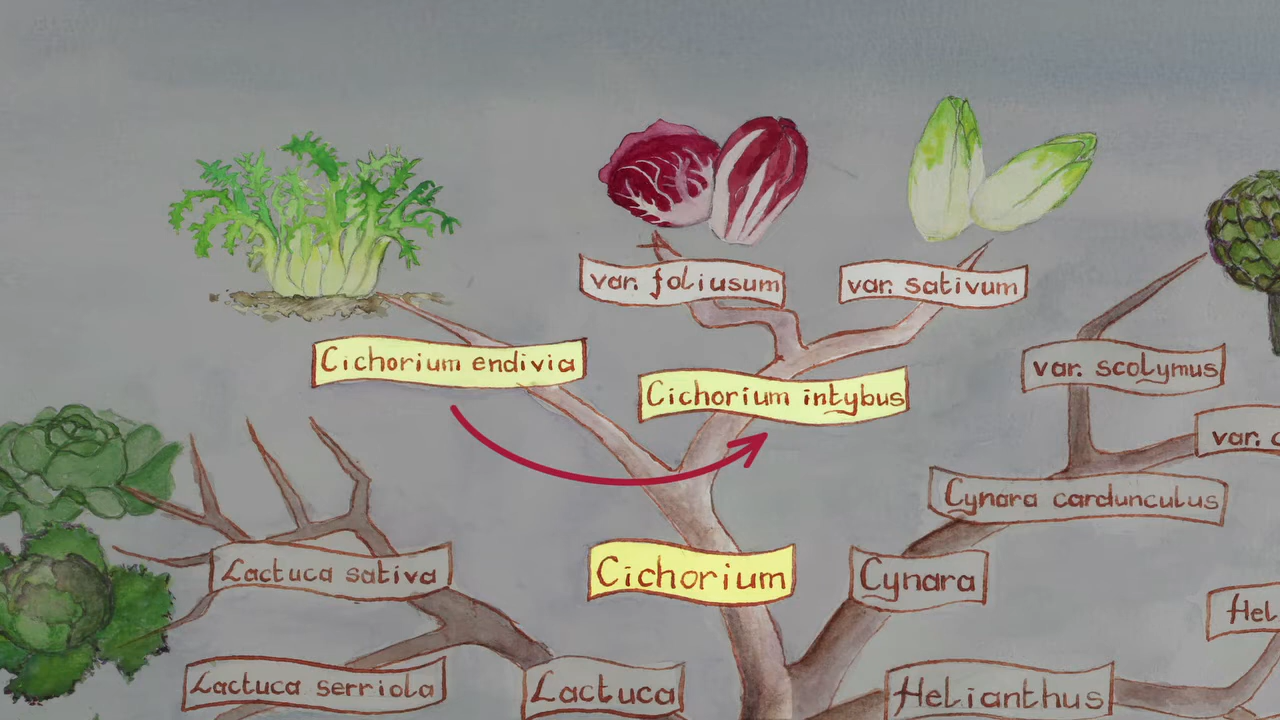 var. foliusum
var. sativum
Cichorium endivia
Cichorium intybus
var. scolymus
var.
Cynara cardunculus
Lactuca sativa
Cichorium
Cynara
Lactuca serriola
Lactuca
Helianthus